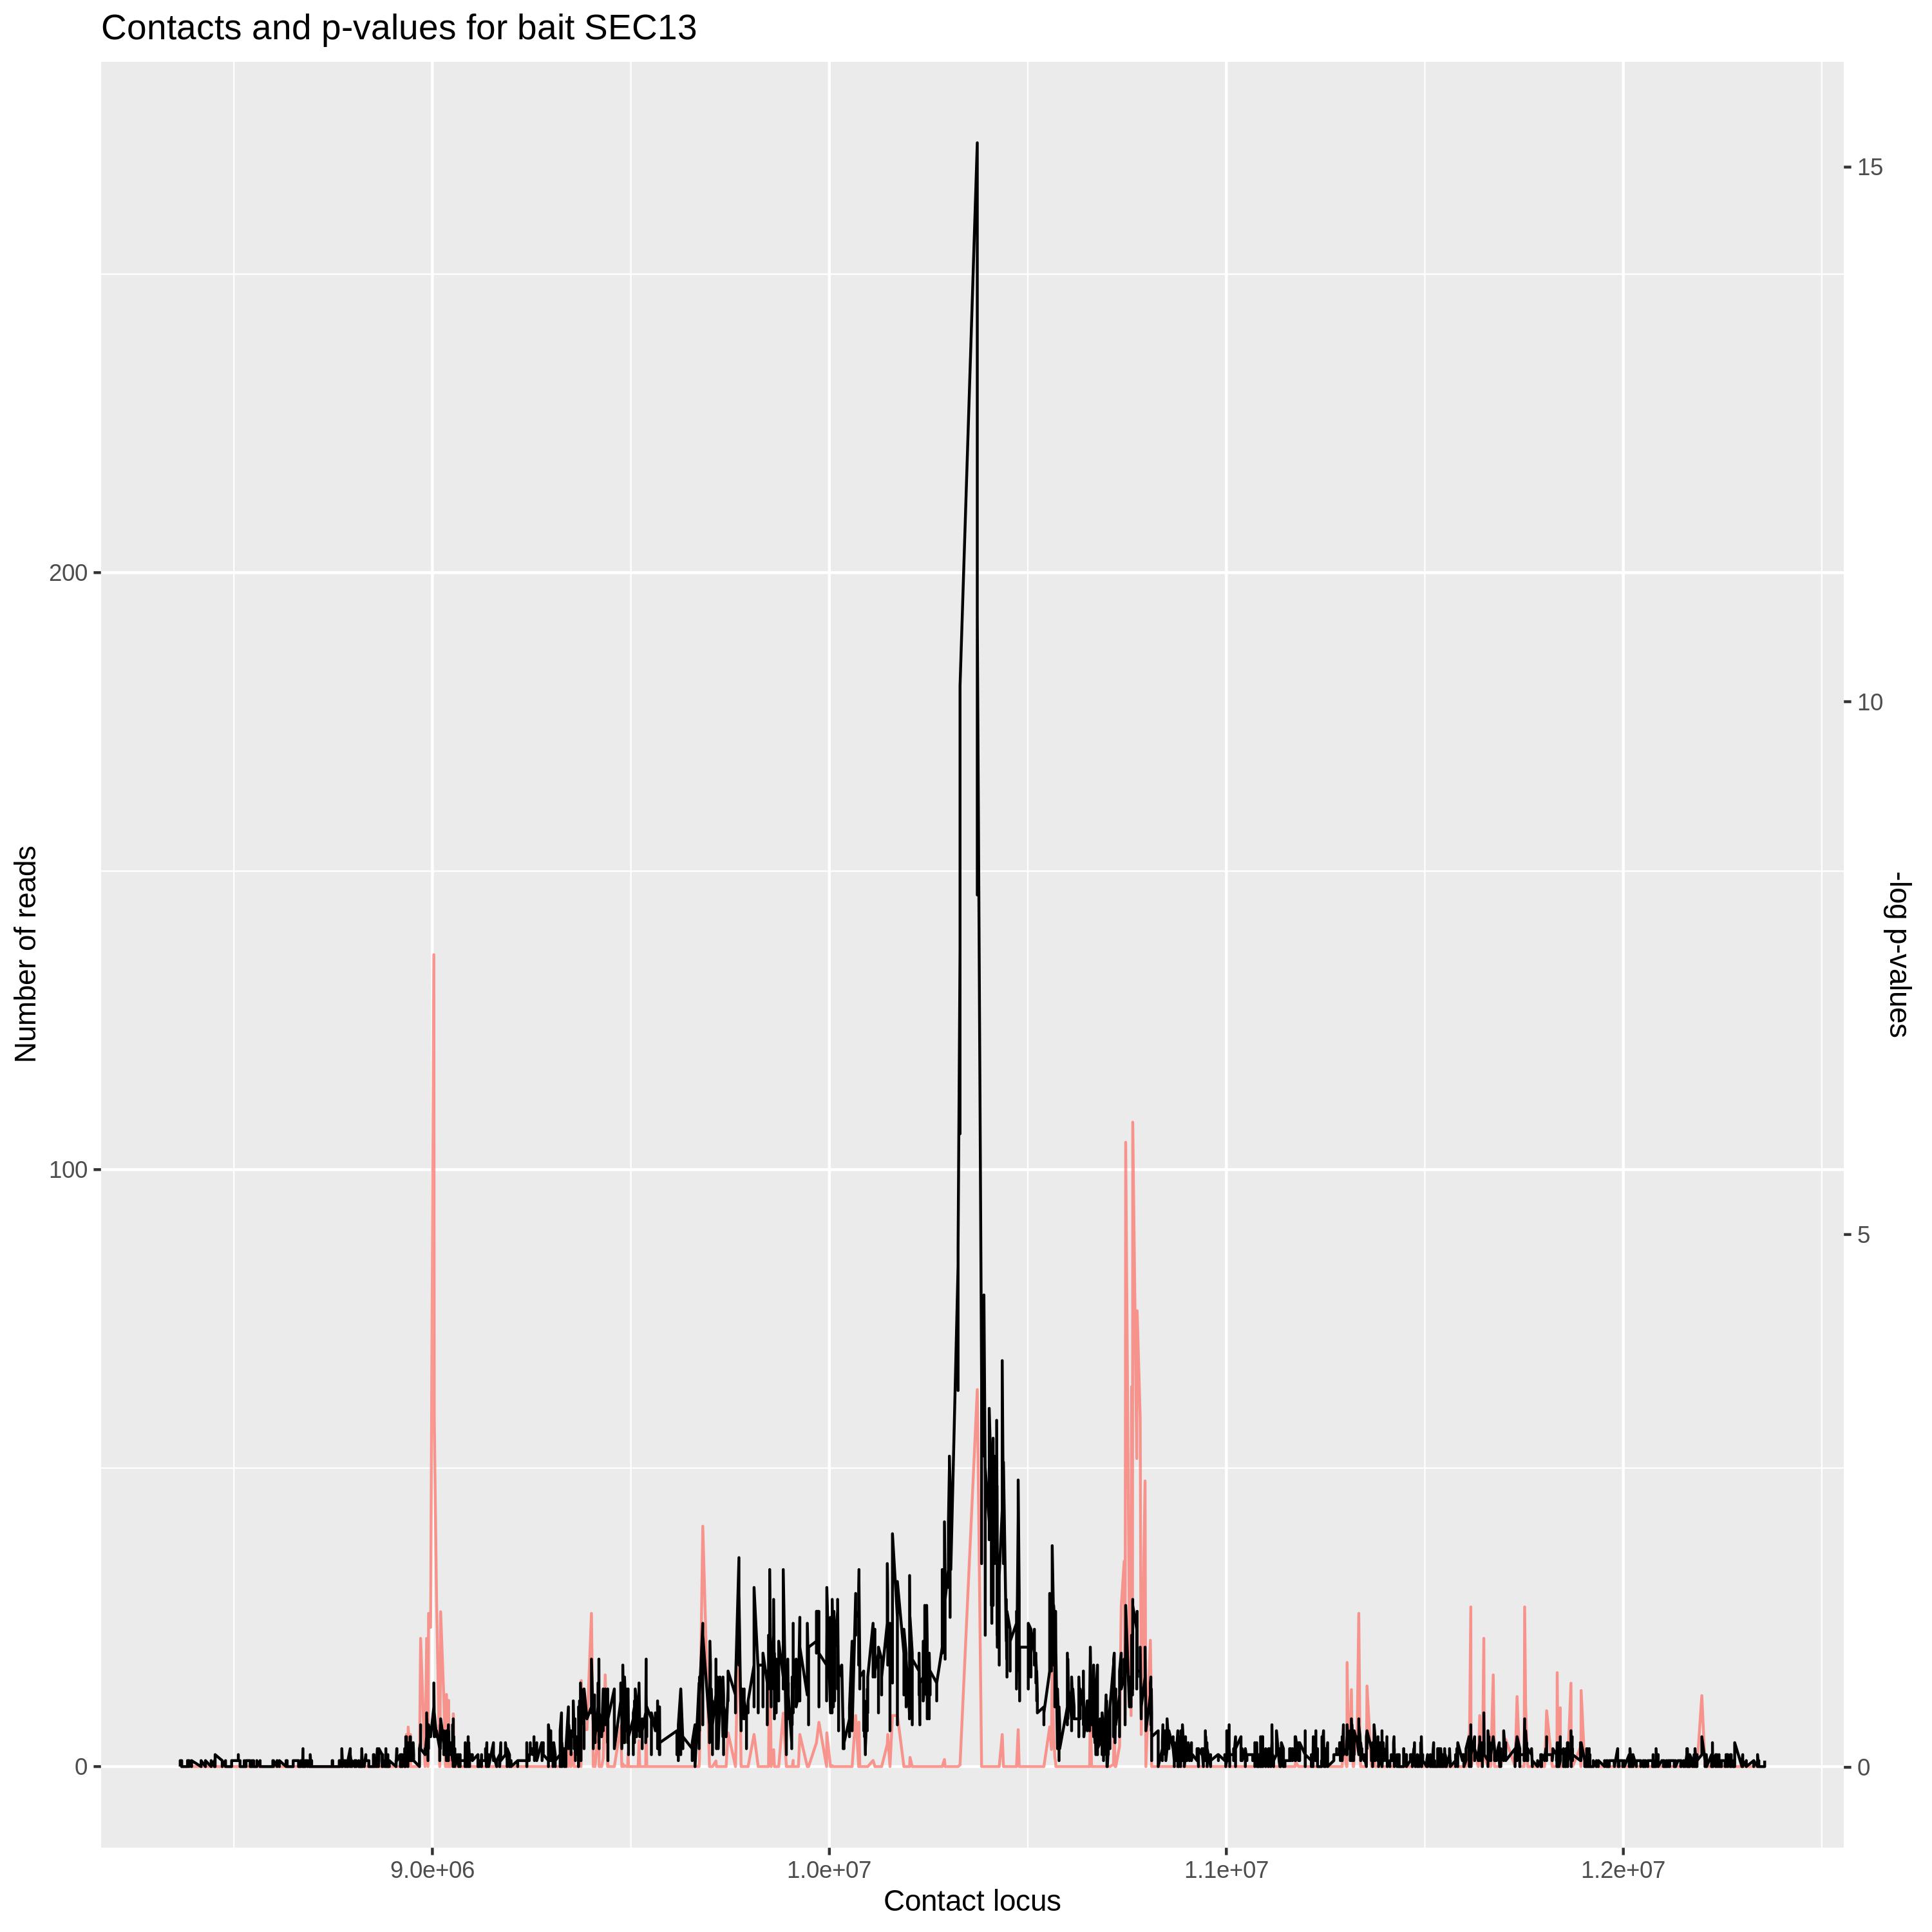 Contacts and p-values for bait SEC13
Number of reads
200
100
0
15
10
5
0
-log p-values
9.0e+06
1.0e+07
1.1e+07
1.2e+07
Contact locus